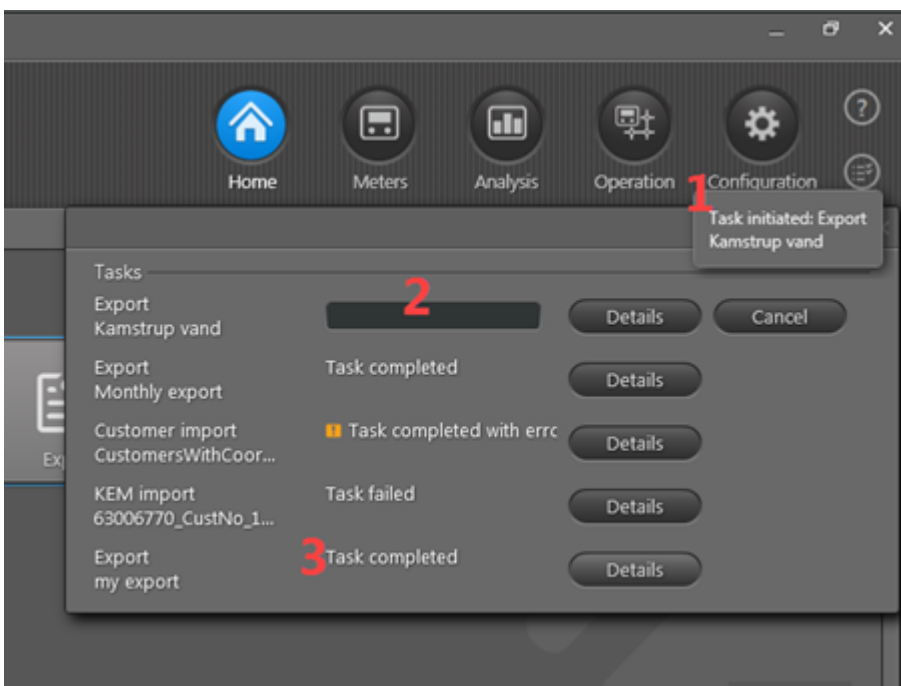 Home Meters Analysis Operation Configuration
1
Task initiated: Export
Kamstrup vand
Tasks
Export
Kamstrup vand
2
Details Cancel
Export
Monthly export
Task completed
Details
Customer import
CustomersWithCoor...
Task completed with errc
Details
KEM import
63006770_CustNo_1...
Task failed
Details
Export
my export
3
Task completed
Details